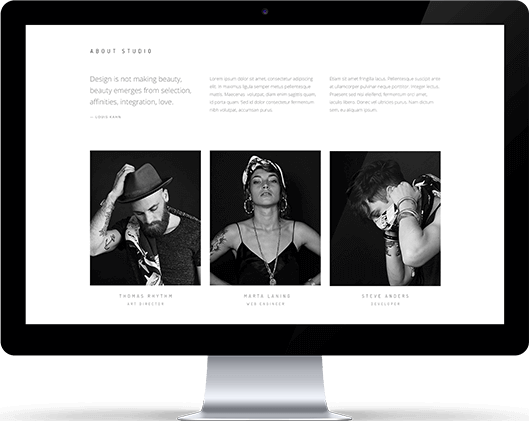 ABOUT STUDIO
Design is not making beauty,
beauty emerges from selection,
affinities, integration, love.
— LOUIS KAHN
Lorem ipsum dolor sit amet, consectetur adipiscing
elit. In maximus ligula semper metus pellentesque
mattis. Maecenas volutpat, diam enim sagittis quam,
id porta quam. Sed id dolor consectetur fermentum
nibh volutpat, accumsan purus.
Etiam sit amet fringilla lacus. Pellentesque suscipit ante
at ullamcorper pulvinar neque porttitor. Integer lectus.
Praesent sed nisi eleifend, fermentum orci amet,
iaculis libero. Donec vel ultricies purus. Nam dictum
sem, eu aliquam ipsum.
THOMAS RHYTHM
ART DIRECTOR
MARTA LANING
WEB ENGINEER
STEVE ANDERS
DEVELOPER